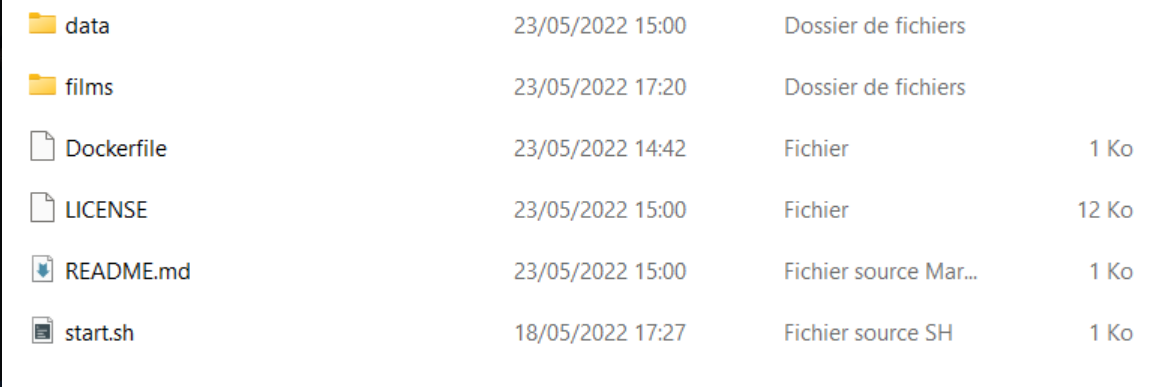 data 23/05/2022 15:00 Dossier de fichiers
films 23/05/2022 17:20 Dossier de fichiers
Dockerfile 23/05/2022 14:42 Fichier 1 Ko
LICENSE 23/05/2022 15:00 Fichier 12 Ko
README.md 23/05/2022 15:00 Fichier source Mar... 1 Ko
start.sh 18/05/2022 17:27 Fichier source SH 1 Ko